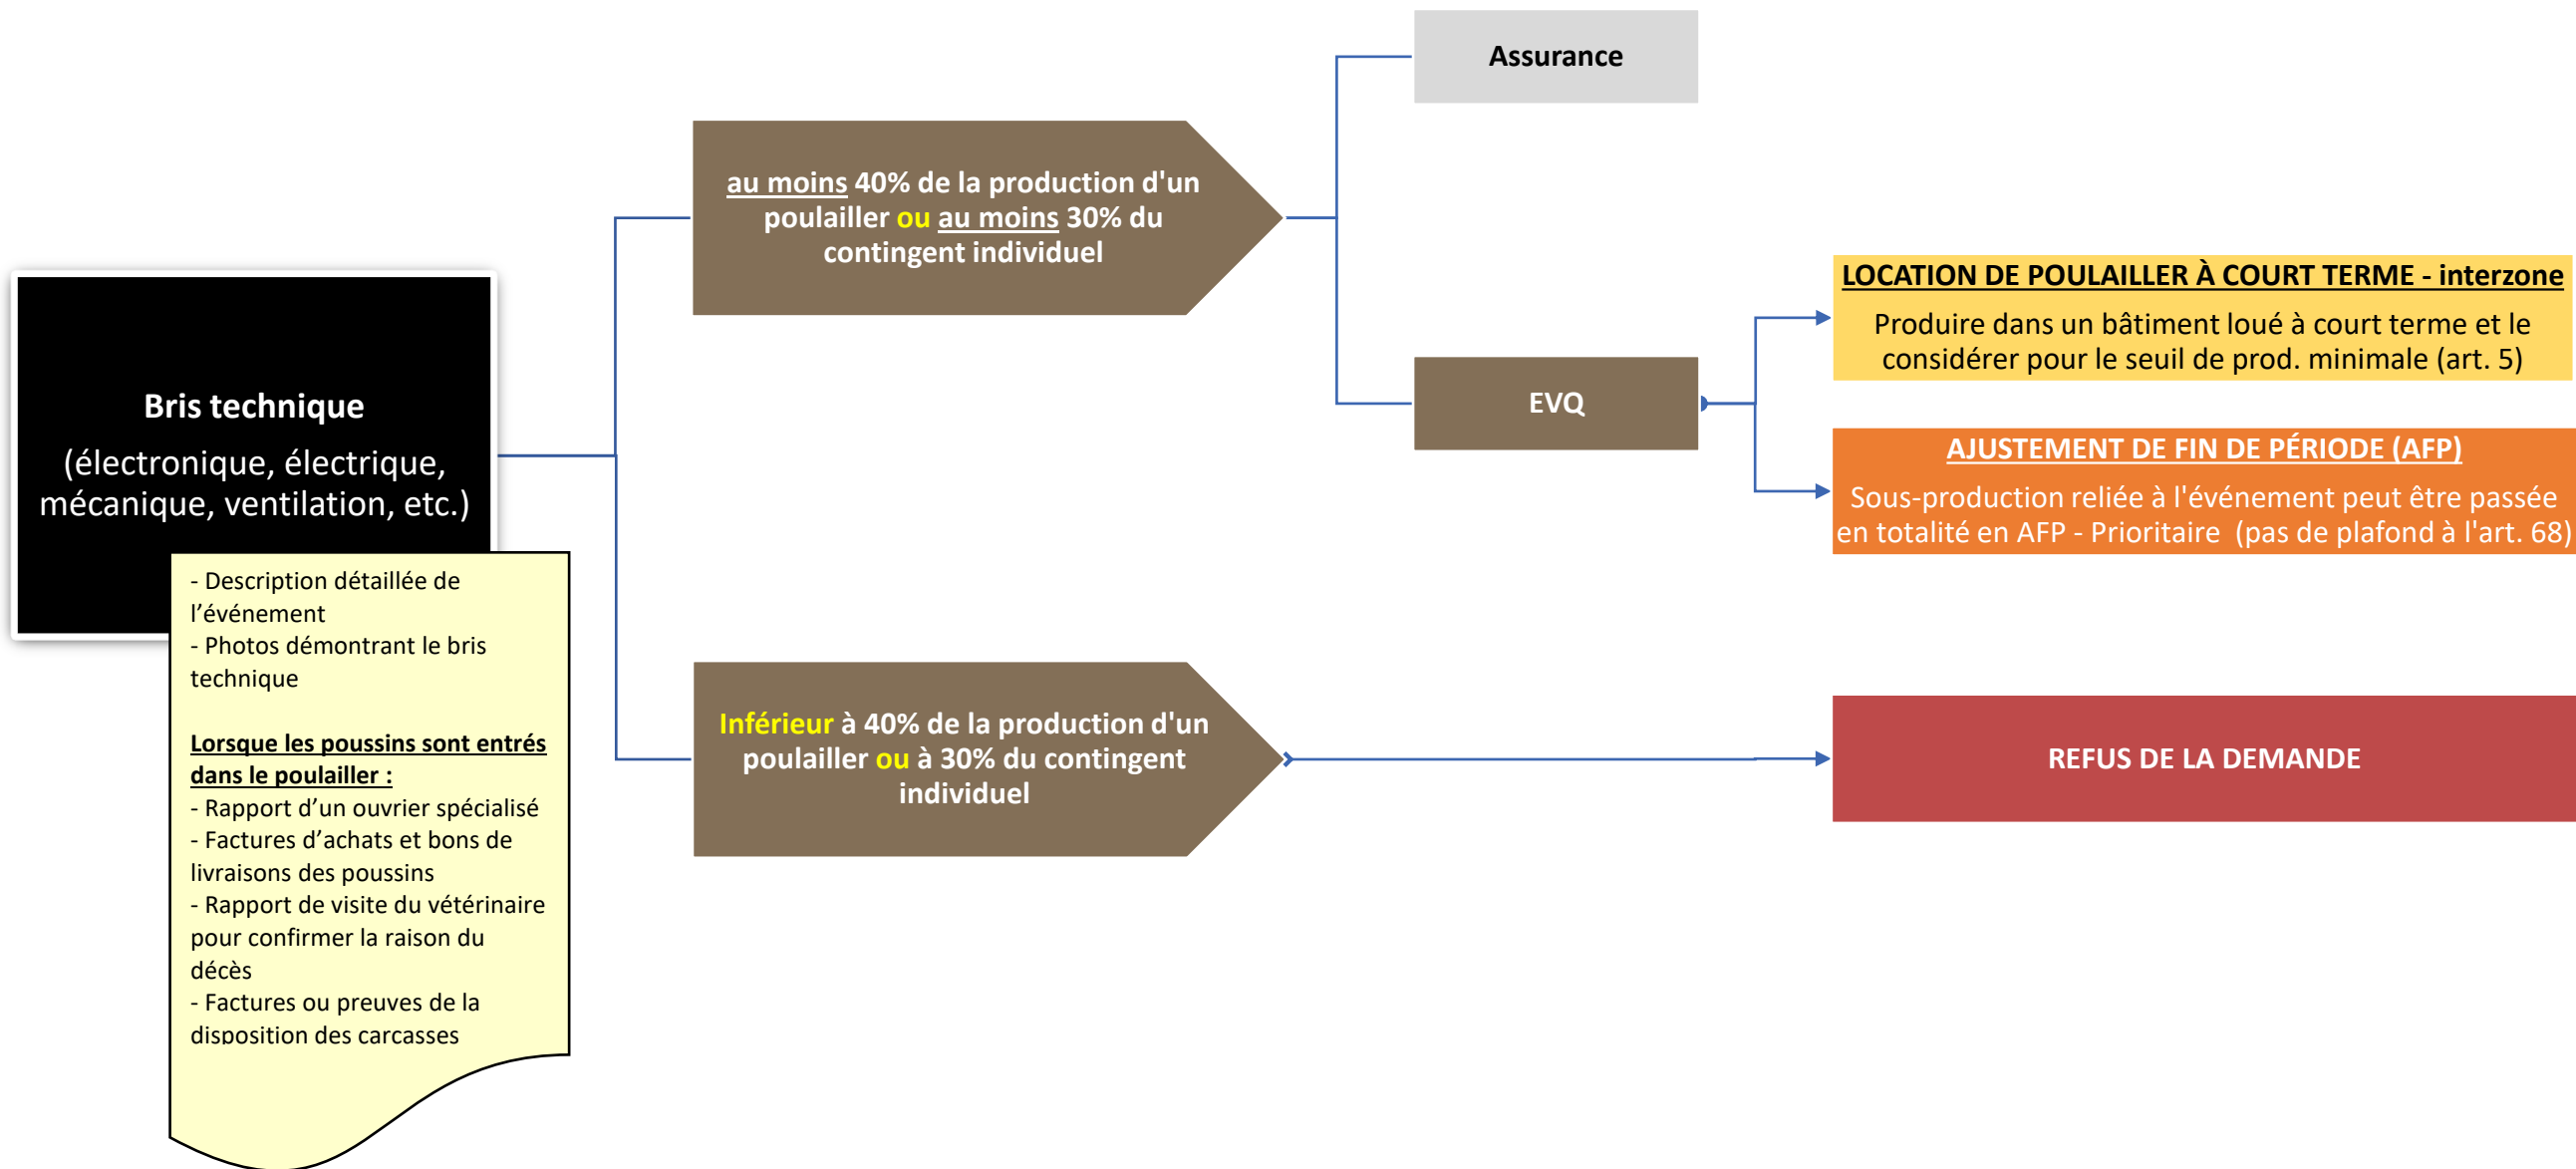 Assurance
au moins 40% de la production d'un
poulailler ou au moins 30% du
contingent individuel
LOCATION DE POULAILLER À COURT TERME - interzone
Produire dans un bâtiment loué à court terme et le
considérer pour le seuil de prod. minimale (art. 5)
EVQ
Bris technique
(électronique, électrique,
mécanique, ventilation, etc.)
AJUSTEMENT DE FIN DE PÉRIODE (AFP)
Sous-production reliée à l'événement peut être passée
en totalité en AFP - Prioritaire (pas de plafond à l'art. 68)
- Description détaillée de
l’événement
- Photos démontrant le bris
technique
Lorsque les poussins sont entrés
dans le poulailler :
- Rapport d’un ouvrier spécialisé
- Factures d’achats et bons de
livraisons des poussins
- Rapport de visite du vétérinaire
pour confirmer la raison du
décès
- Factures ou preuves de la
disposition des carcasses
Inférieur à 40% de la production d'un
poulailler ou à 30% du contingent
individuel
REFUS DE LA DEMANDE